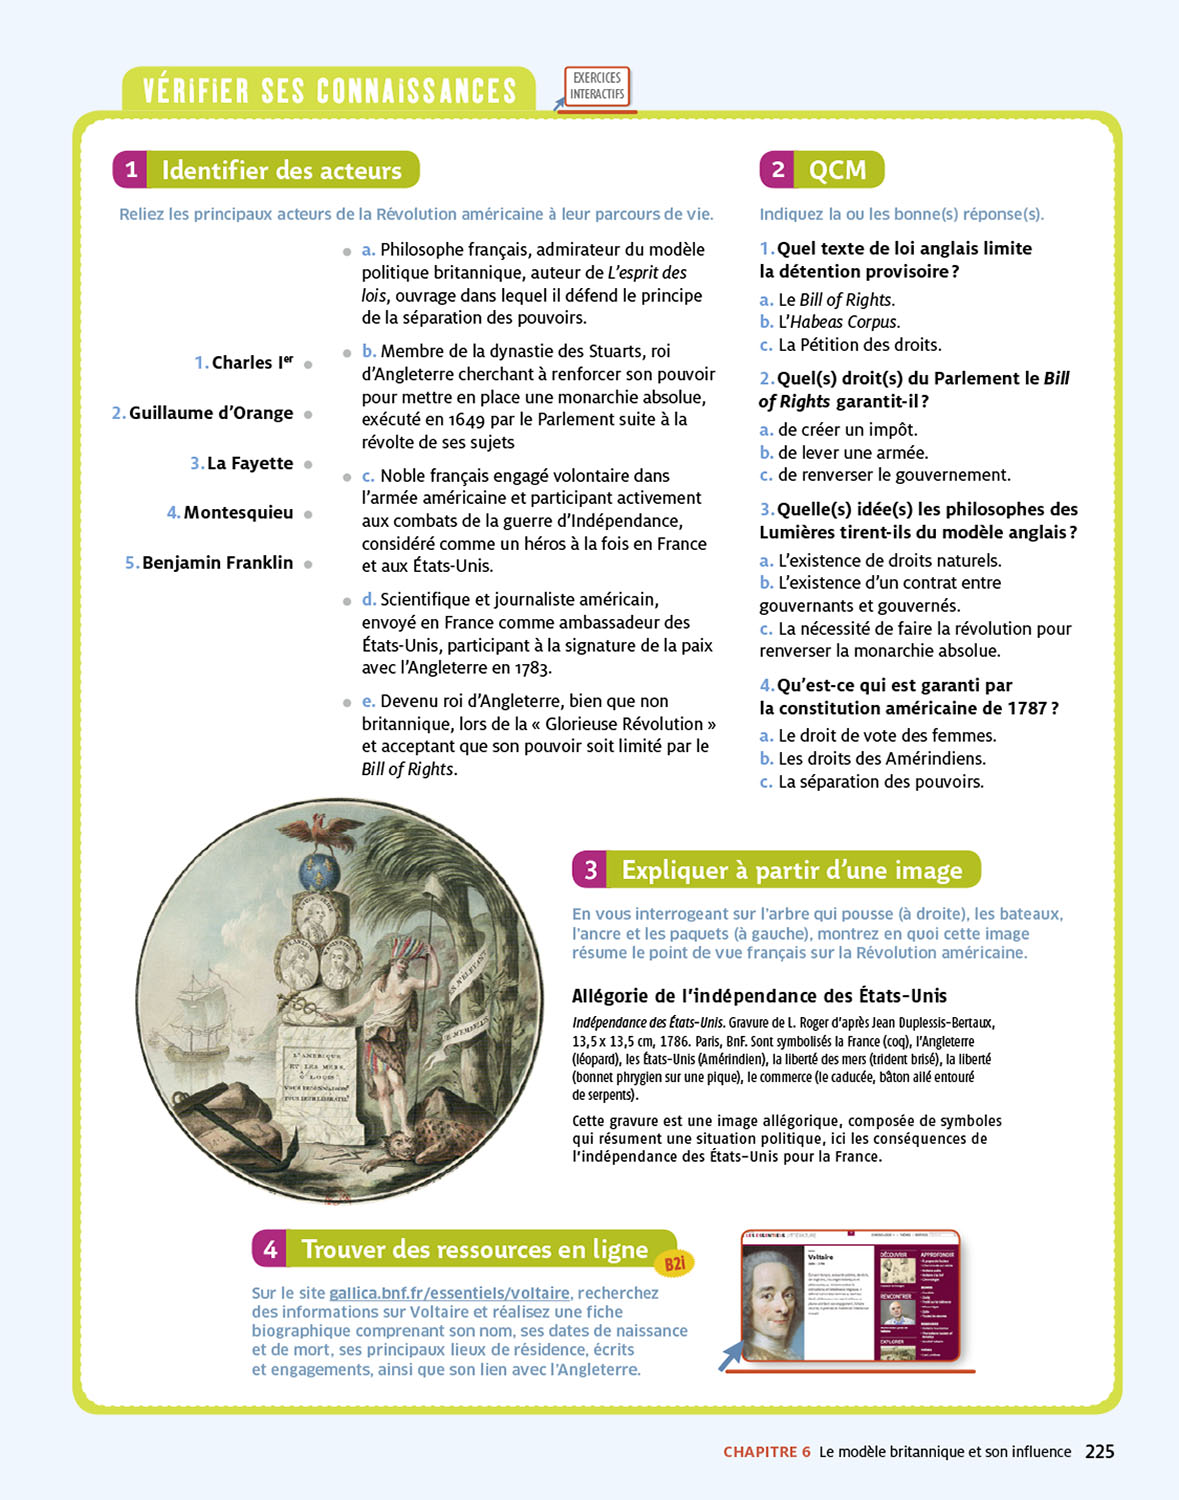 VÉRIFIER SES CONNAISSANCES
EXERCICES
INTERACTIFS
1 Identifier des acteurs
Reliez les principaux acteurs de la Révolution américaine à leur parcours de vie.
1. Charles Ier
2. Guillaume d'Orange
3. La Fayette
4. Montesquieu
5. Benjamin Franklin
a. Philosophe français, admirateur du modèle
politique britannique, auteur de L'esprit des
lois, ouvrage dans lequel il défend le principe
de la séparation des pouvoirs.
b. Membre de la dynastie des Stuarts, roi
d'Angleterre cherchant à renforcer son pouvoir
pour mettre en place une monarchie absolue,
exécuté en 1649 par le Parlement suite à la
révolte de ses sujets
c. Noble français engagé volontaire dans
l'armée américaine et participant activement
aux combats de la guerre d'Indépendance,
considéré comme un héros à la fois en France
et aux États-Unis.
d. Scientifique et journaliste américain,
envoyé en France comme ambassadeur des
États-Unis, participant à la signature de la paix
avec l'Angleterre en 1783.
e. Devenu roi d'Angleterre, bien que non
britannique, lors de la « Glorieuse Révolution »
et acceptant que son pouvoir soit limité par le
Bill of Rights.
2 QCM
Indiquez la ou les bonne(s) réponse(s).
1. Quel texte de loi anglais limite
la détention provisoire ?
a. Le Bill of Rights.
b. L'Habeas Corpus.
c. La Pétition des droits.
2. Quel(s) droit(s) du Parlement le Bill
of Rights garantit-il ?
a. de créer un impôt.
b. de lever une armée.
c. de renverser le gouvernement.
3. Quelle(s) idée(s) les philosophes des
Lumières tirent-ils du modèle anglais ?
a. L'existence de droits naturels.
b. L'existence d'un contrat entre
gouvernants et gouvernés.
c. La nécessité de faire la révolution pour
renverser la monarchie absolue.
4. Qu'est-ce qui est garanti par
la constitution américaine de 1787 ?
a. Le droit de vote des femmes.
b. Les droits des Amérindiens.
c. La séparation des pouvoirs.
L'AMÉRIQUE
ET LES MERS,
Ô LOUIS
3 Expliquer à partir d'une image
En vous interrogeant sur l'arbre qui pousse (à droite), les bateaux,
l'ancre et les paquets (à gauche), montrez en quoi cette image
résume le point de vue français sur la Révolution américaine.
Allégorie de l'indépendance des États-Unis
Indépendance des États-Unis. Gravure de L. Roger d'après Jean Duplessis-Bertaux,
13,5 x 13,5 cm, 1786. Paris, BnF. Sont symbolisés la France (coq), l'Angleterre
(léopard), les États-Unis (Amérindien), la liberté des mers (trident brisé), la liberté
(bonnet phrygien sur une pique), le commerce (le caducée, bâton ailé entouré
de serpents).
Cette gravure est une image allégorique, composée de symboles
qui résument une situation politique, ici les conséquences de
l'indépendance des États-Unis pour la France.
4 Trouver des ressources en ligne
B2i
Sur le site gallica.bnf.fr/essentiels/voltaire, recherchez
des informations sur Voltaire et réalisez une fiche
biographique comprenant son nom, ses dates de naissance
et de mort, ses principaux lieux de résidence, écrits
et engagements, ainsi que son lien avec l'Angleterre.
Voltaire
DÉCOUVRIR
APPROFONDIR
RENCONTRER
EXPLORER
CHAPITRE 6 Le modèle britannique et son influence 225